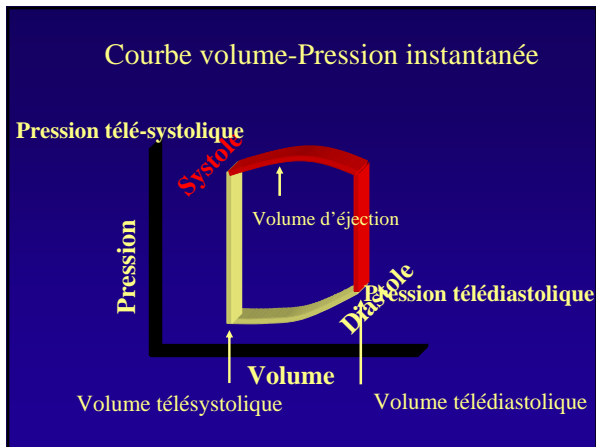 Courbe volume-Pression instantanée
Pression télé-systolique
Systole
Volume d'éjection
Pression
Pression télédiastolique
Diastole
Volume
Volume télésystolique
Volume télédiastolique